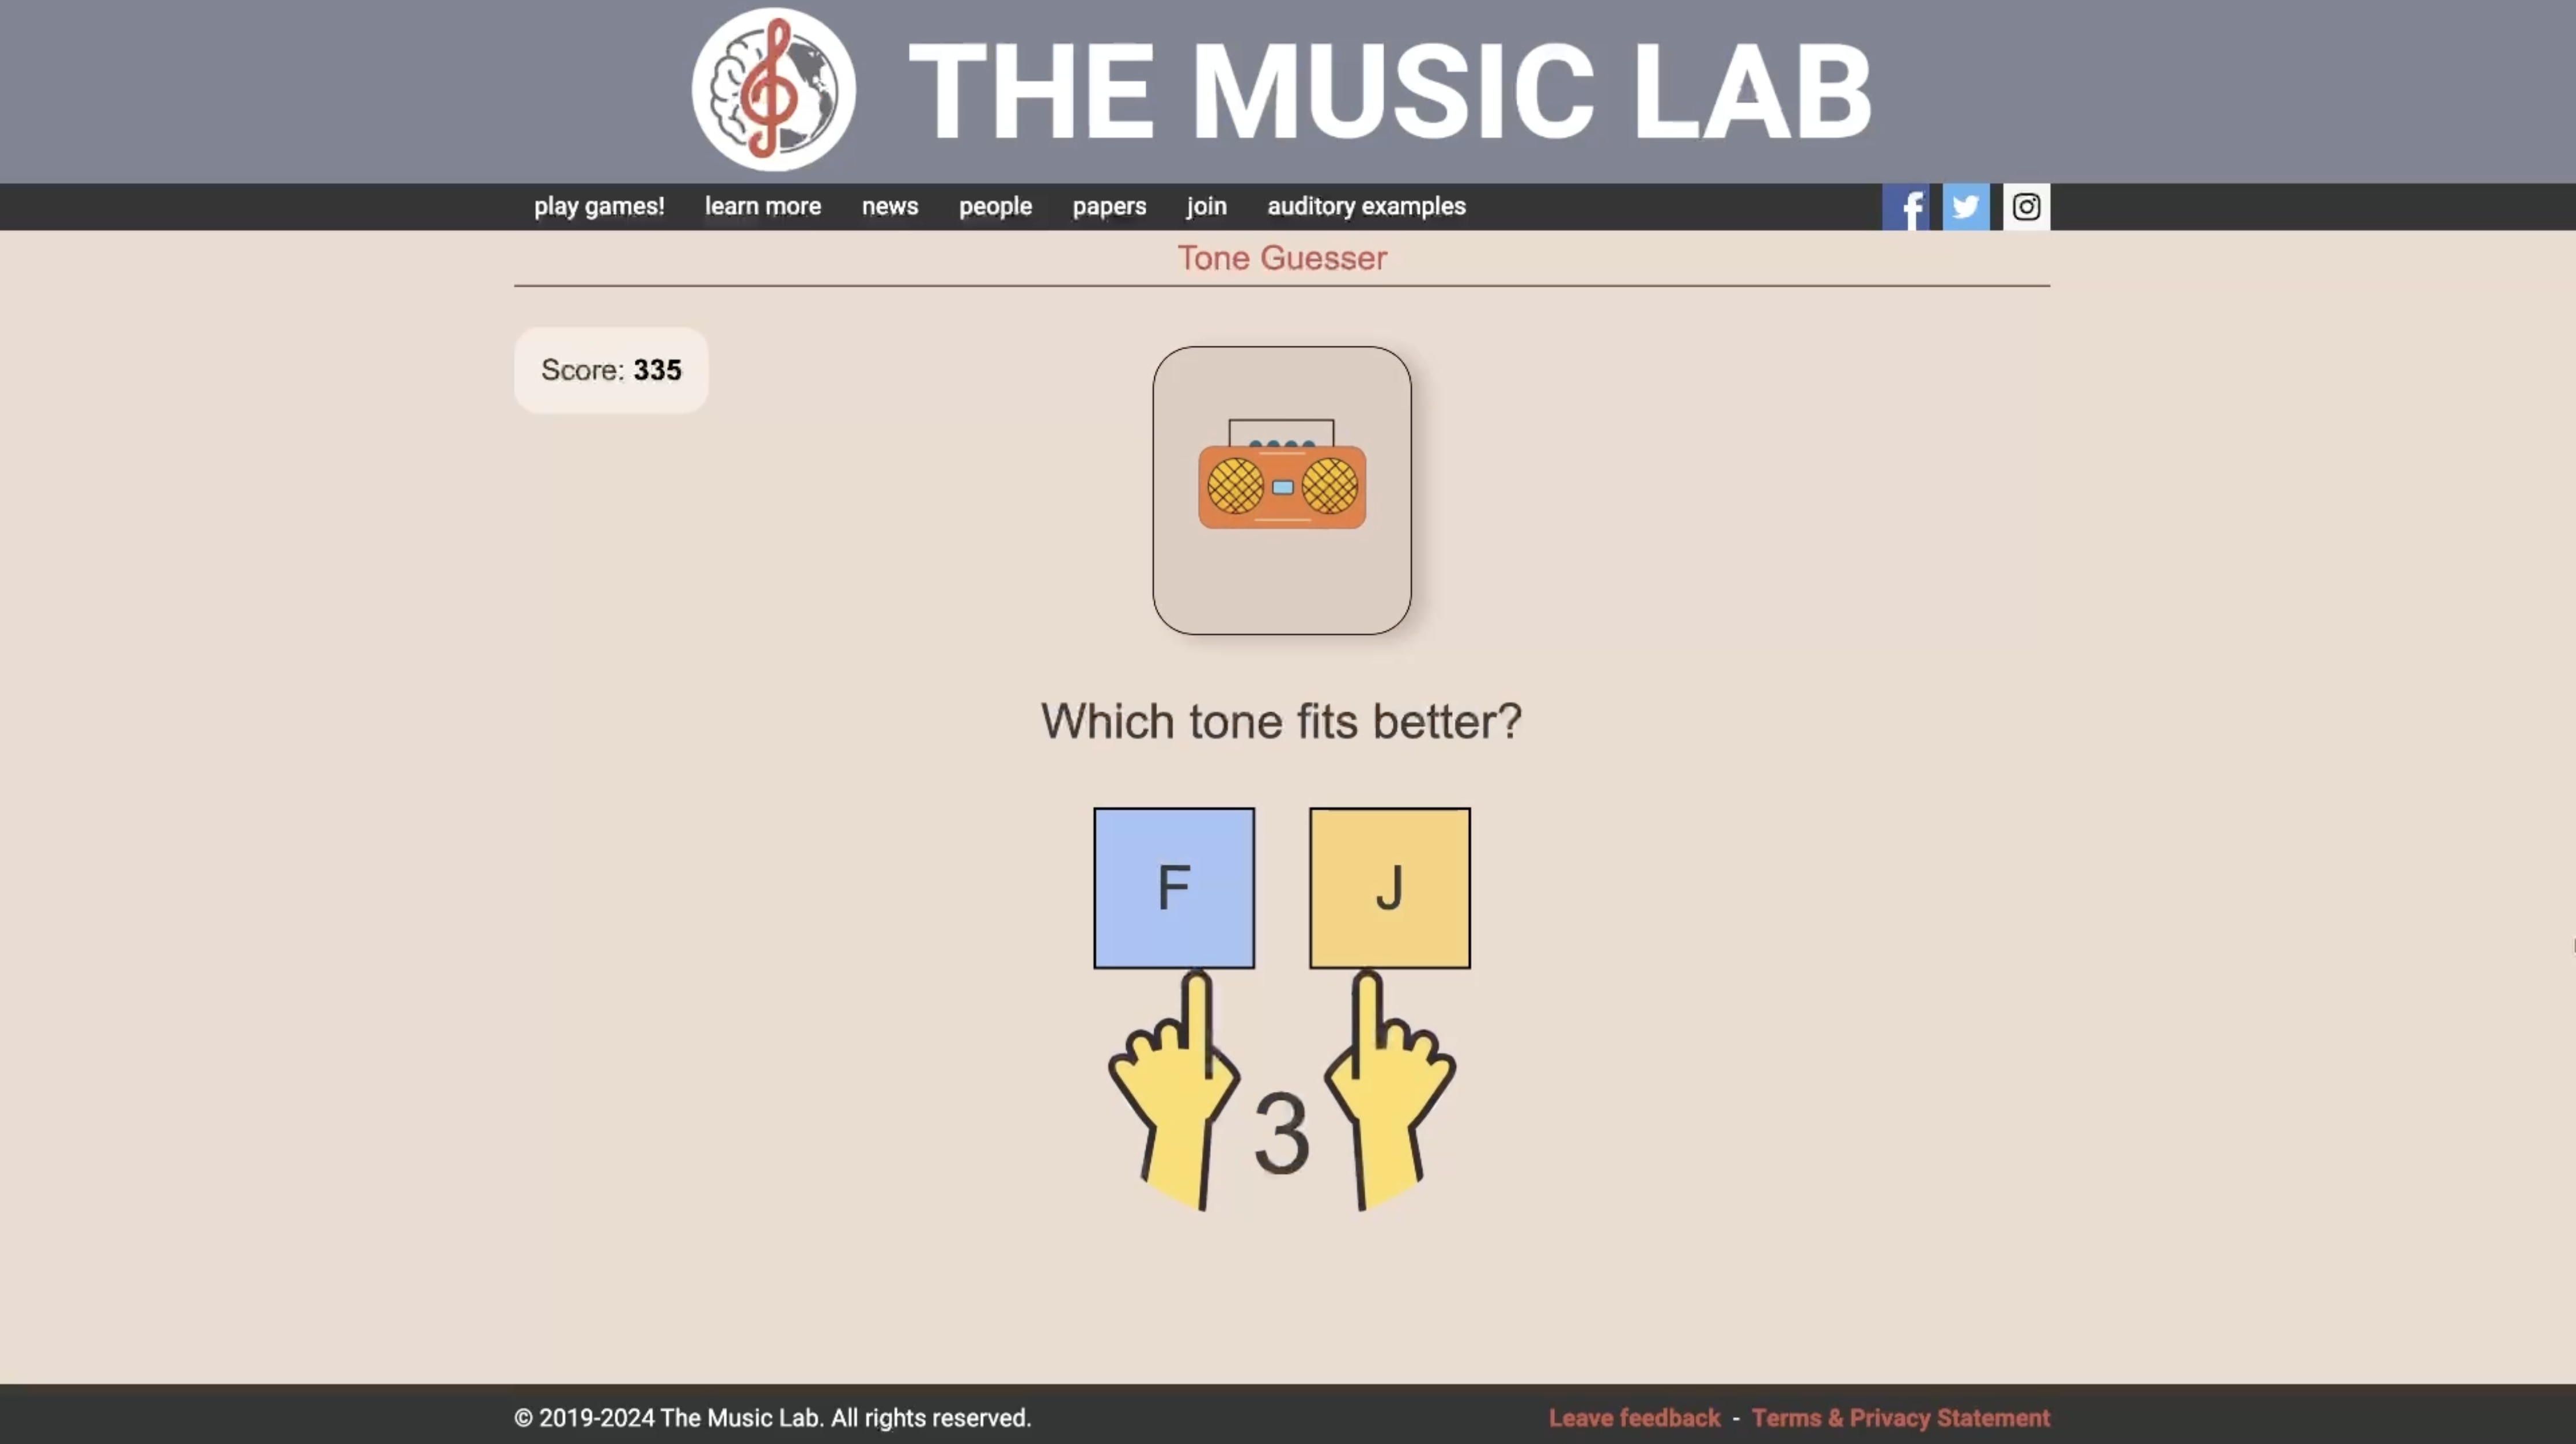 THE MUSIC LAB
play games! learn more news people papers join auditory examples
Tone Guesser
Score: 335
Which tone fits better?
F J
3
© 2019-2024 The Music Lab. All rights reserved.
Leave feedback - Terms & Privacy Statement